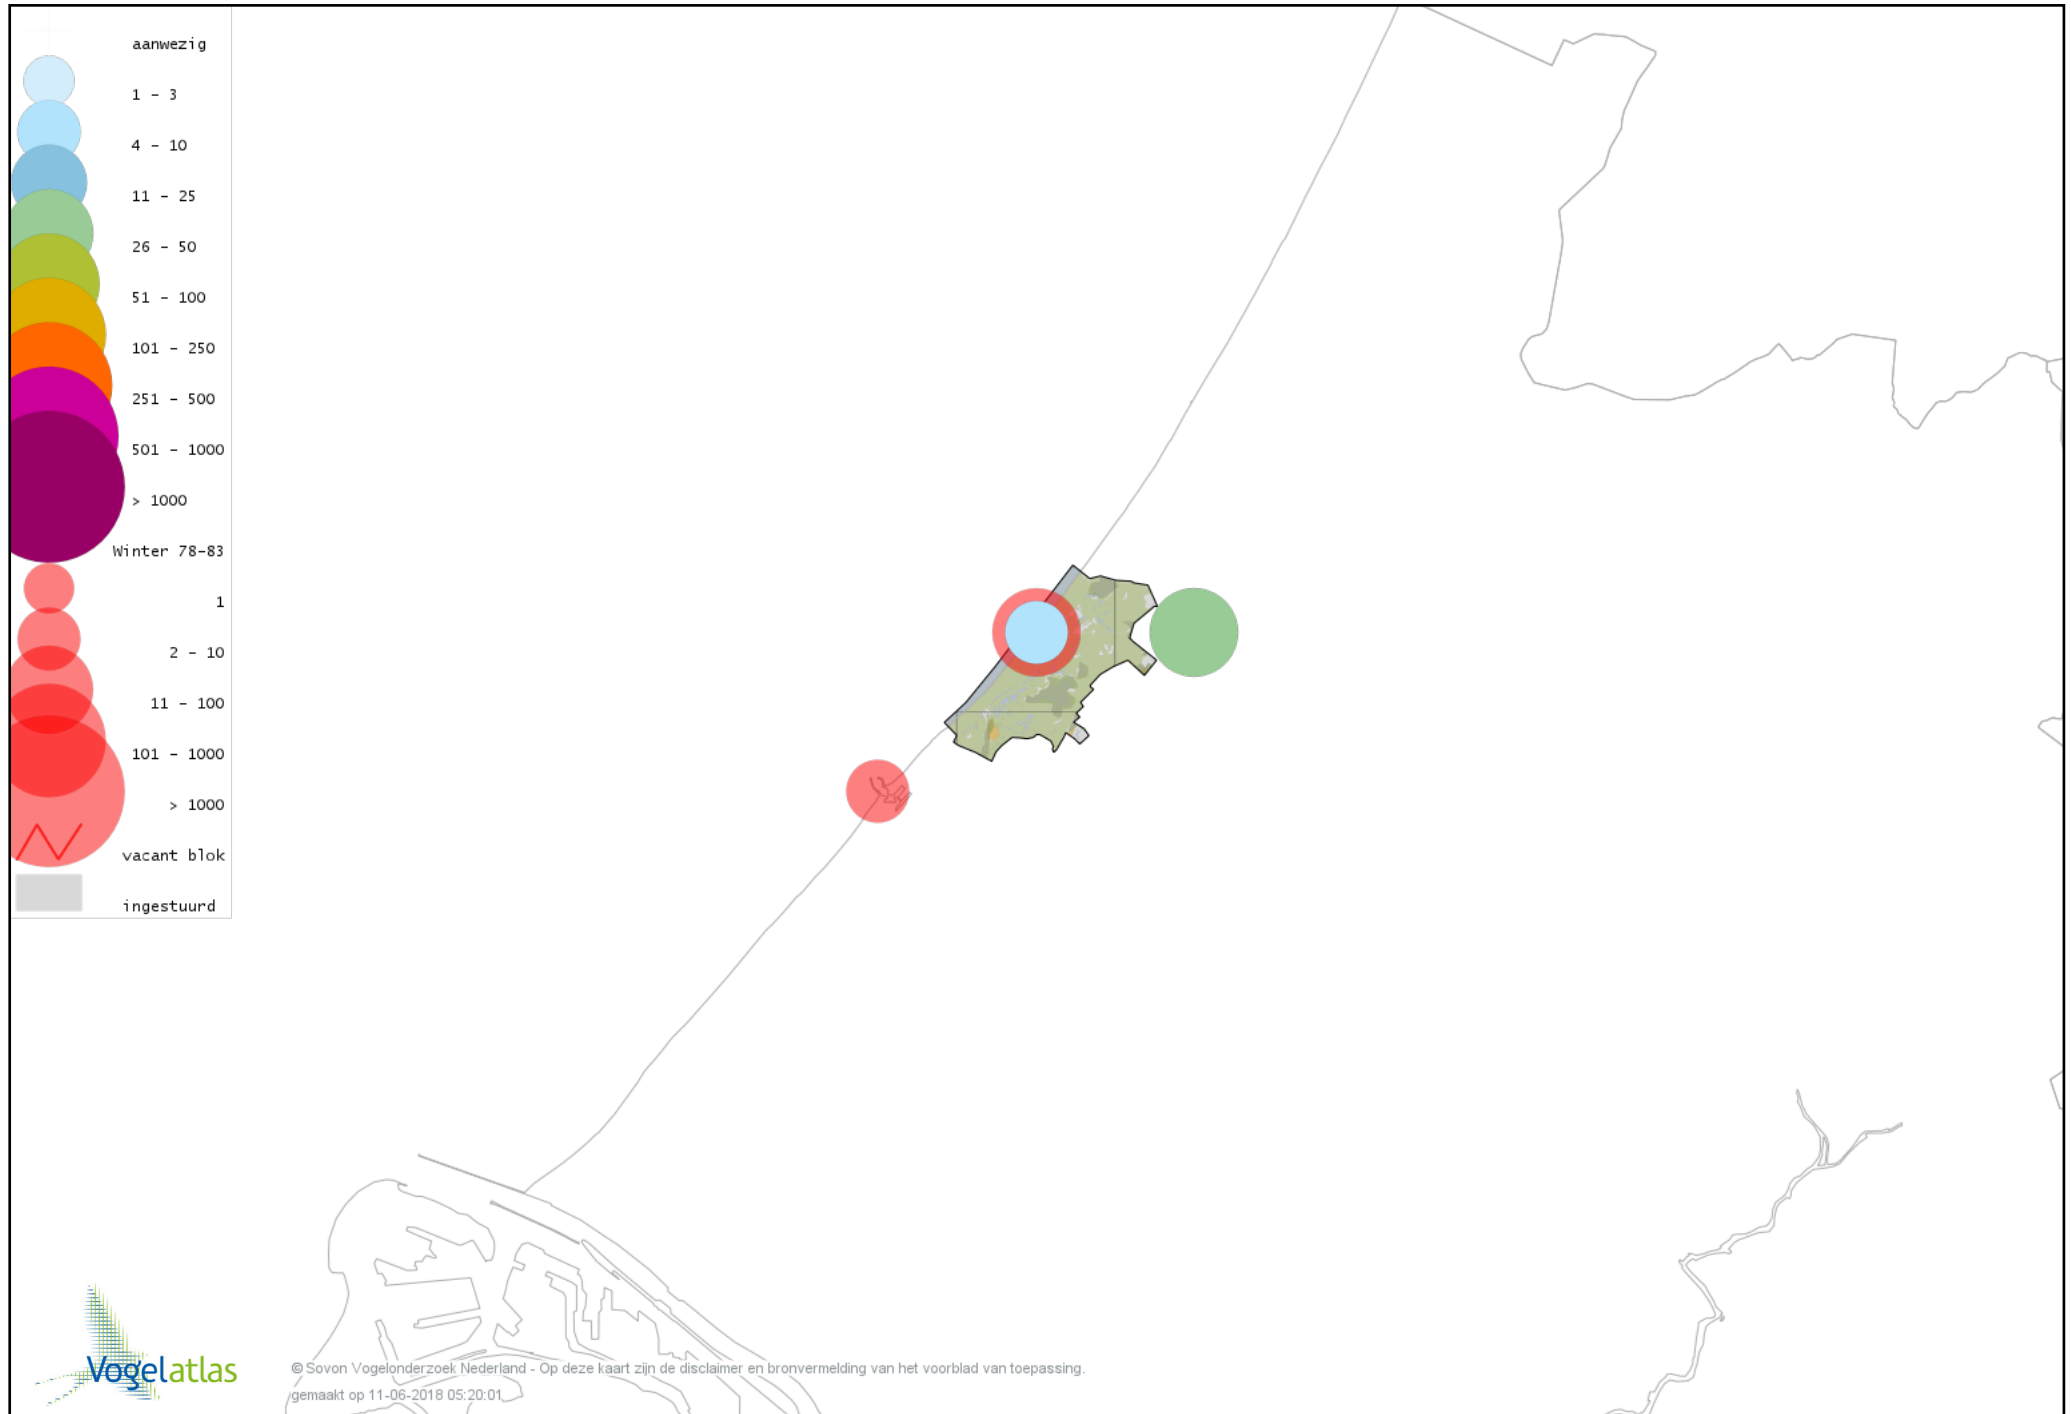 aanwezig
1 - 3
4 - 10
11 - 25
26 - 50
51 - 100
101 - 250
251 - 500
501 - 1000
> 1000
Winter 78-83
1
2 - 10
11 - 100
101 - 1000
> 1000
vacant blok
ingestuurd
Vogelatlas
© Sovon Vogelonderzoek Nederland - Op deze kaart zijn de disclaimer en bronvermelding van het voorblad van toepassing.
gemaakt op 11-06-2018 05:20:01